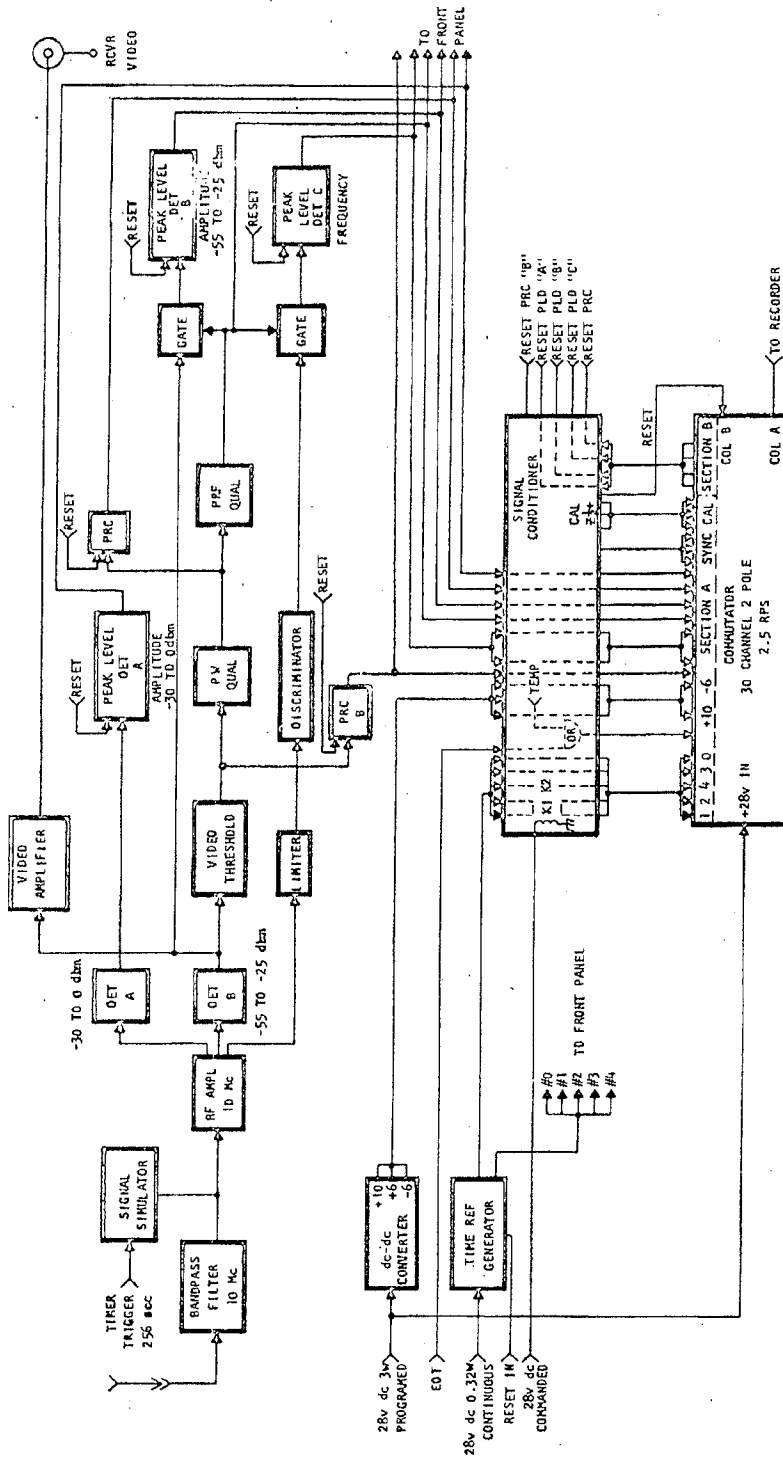 TIMER
TRIGGER
256 sec
SIGNAL
SIMULATOR
BANDPASS
FILTER
10 Mc
RF AMPL
10 Mc
-30 TO 0 dbm
DET
A
DET
B
-55 TO -25 dbm
VIDEO
AMPLIFIER
RCVR
VIDEO
RESET
PEAK LEVEL
DET
A
AMPLITUDE
-30 TO 0dbm
RESET
PRC
VIDEO
THRESHOLD
PW
QUAL
PRF
QUAL
LIMITER
DISCRIMINATOR
RESET
PRC
B
GATE
GATE
RESET
PEAK LEVEL
DET
B
AMPLITUDE
-55 TO -25 dbm
RESET
PEAK
LEVEL
DET C
FREQUENCY
TO
FRONT
PANEL
28v dc 3w
PROGRAMED
dc-dc
CONVERTER
+10
+6
-6
EOT
28v dc 0.32W
CONTINUOUS
TIME REF
GENERATOR
RESET IN
28v dc
COMMANDED
#0
#1
#2
#3
#4
TO FRONT PANEL
K1 K2
OR
TEMP
SIGNAL
CONDITIONER
CAL
RESET PRC "B"
RESET PLD "A"
RESET PLD "B"
RESET PLD "C"
RESET PRC
RESET
1 2 4 3 0 +10 -6 SECTION A SYNC CAL SECTION B
+28v IN
COMMUTATOR
30 CHANNEL 2 POLE
2.5 RPS
COL B
COL A
TO RECORDER